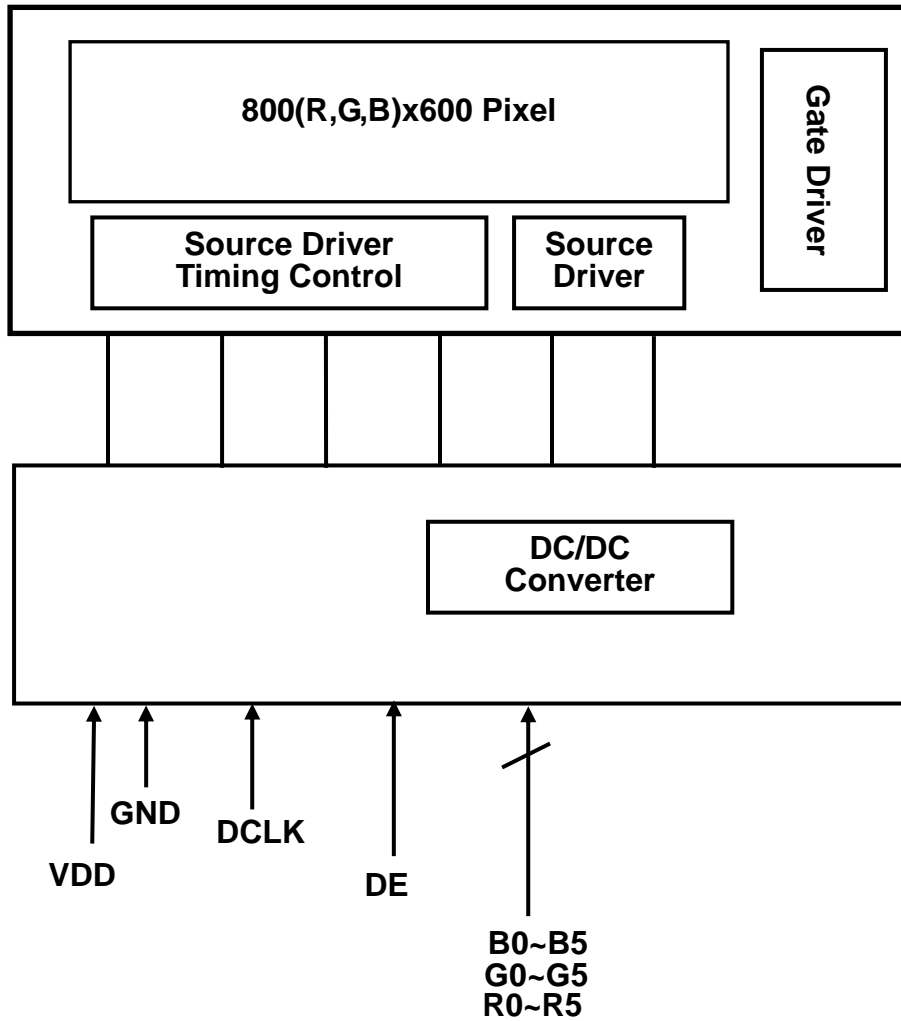 800(R,G,B)x600 Pixel
Gate Driver
Source Driver
Timing Control
Source
Driver
DC/DC
Converter
VDD
GND
DCLK
DE
B0~B5
G0~G5
R0~R5